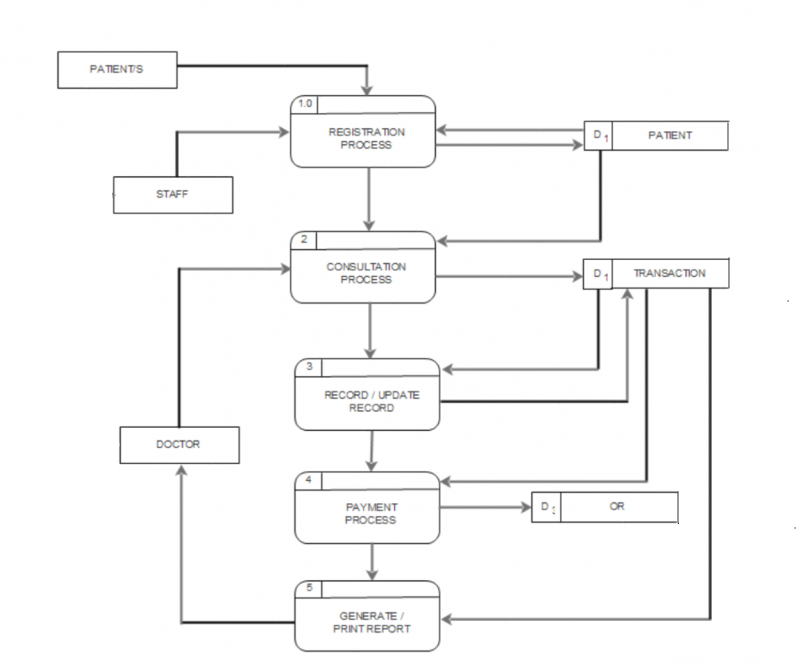 PATIENT/S
1.0
REGISTRATION
PROCESS
D 1 PATIENT
STAFF
2
CONSULTATION
PROCESS
D 1 TRANSACTION
3
RECORD / UPDATE
RECORD
DOCTOR
4
PAYMENT
PROCESS
D OR
5
GENERATE /
PRINT REPORT